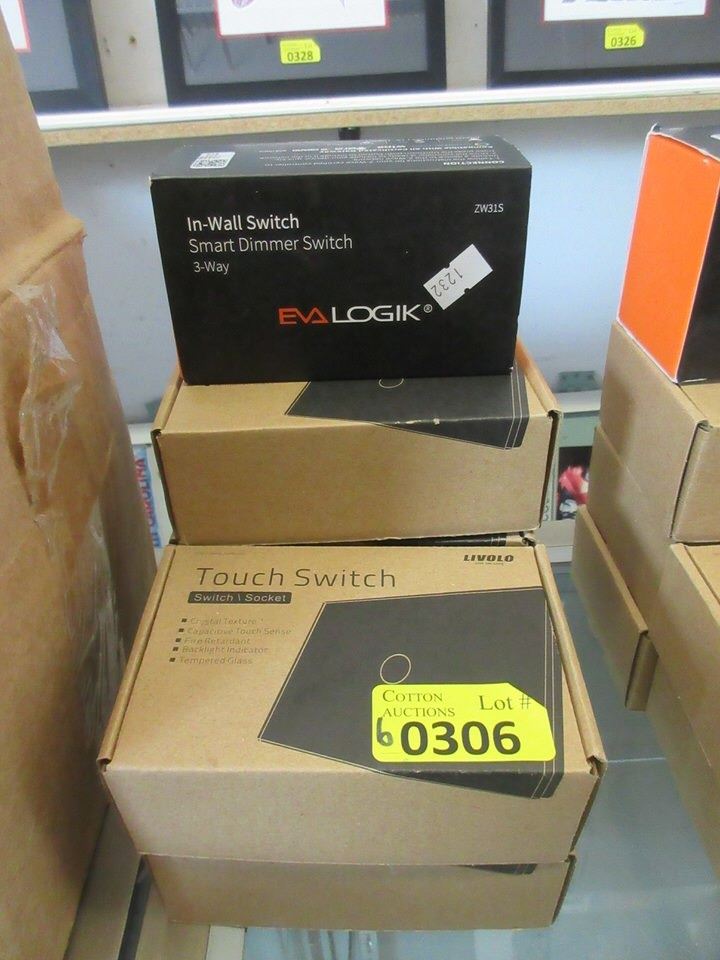 0328
0326
CONNECTION
In-Wall Switch
ZW31S
Smart Dimmer Switch
3-Way
1232
EVALOGIK®
LIVOLO
Touch Switch
Switch \ Socket
Crystal Texture
Capacitive Touch Sense
Fire Retardant
Backlight Indicator
Tempered Glass
COTTON AUCTIONS
Lot #
6 0306